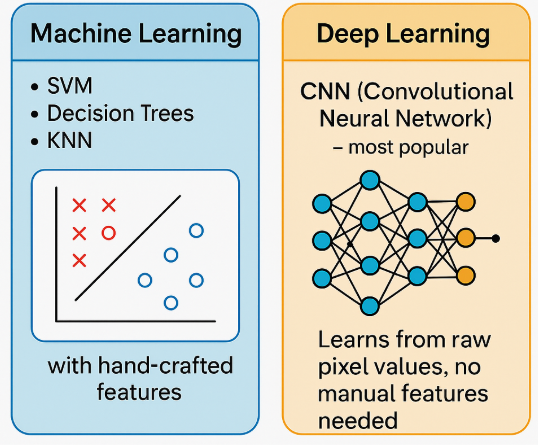 Machine Learning
• SVM
• Decision Trees
• KNN
with hand-crafted
features
Deep Learning
CNN (Convolutional
Neural Network)
– most popular
Learns from raw
pixel values, no
manual features
needed